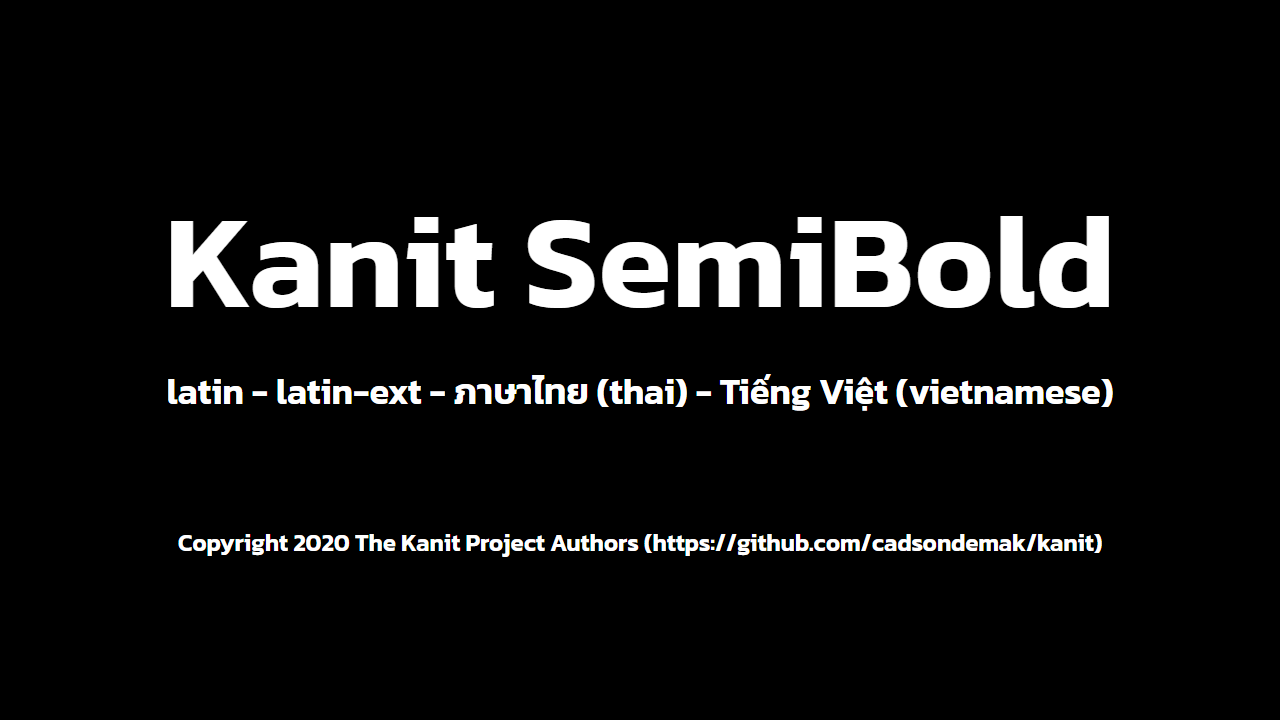 Kanit SemiBold
latin - latin-ext - ภาษาไทย (thai) - Tiếng Việt (vietnamese)
Copyright 2020 The Kanit Project Authors (https://github.com/cadsondemak/kanit)